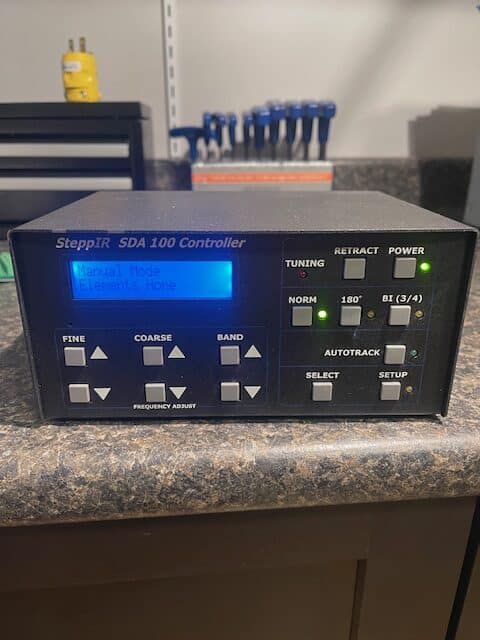 SteppIR SDA 100 Controller
Manual Mode
Elements Home
TUNING
RETRACT
POWER
NORM
180°
BI (3/4)
AUTOTRACK
SELECT
SETUP
FINE
COARSE
BAND
FREQUENCY ADJUST